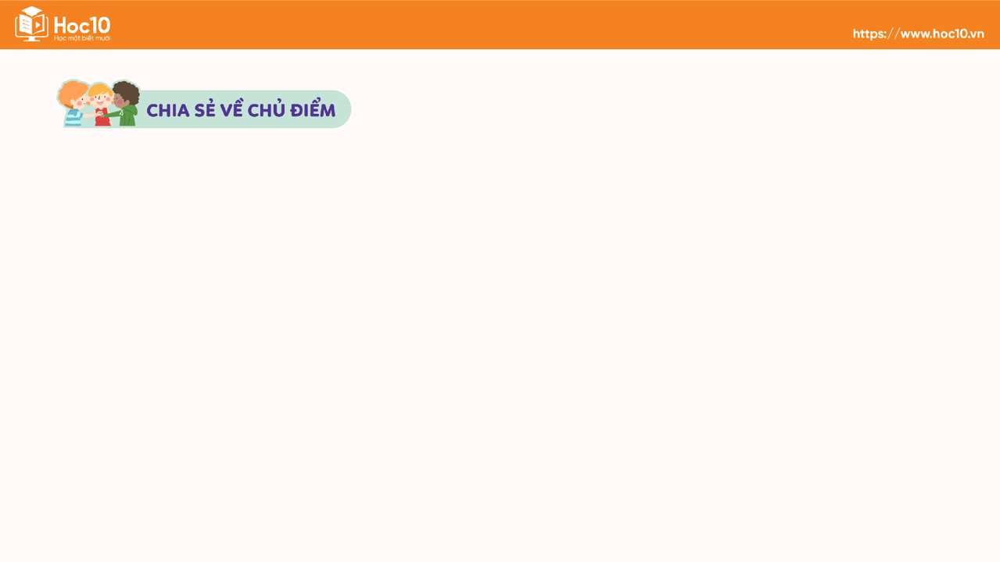 Hoc10
Học một biết mười
https://www.hoc10.vn
CHIA SẺ VỀ CHỦ ĐIỂM